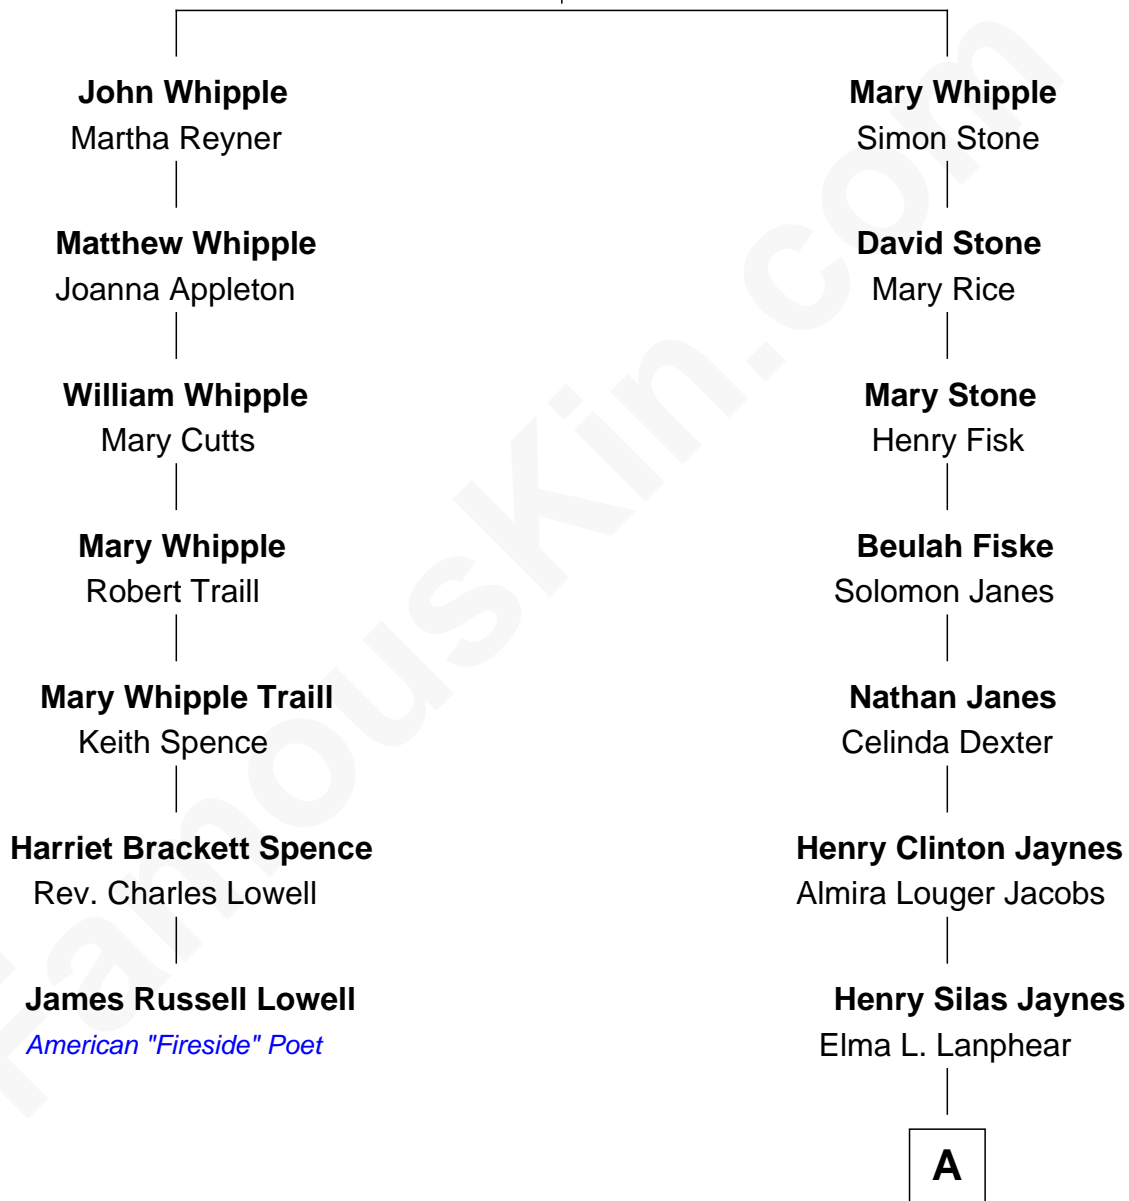 John Whipple
Martha Reyner
Mary Whipple
Simon Stone
Matthew Whipple
Joanna Appleton
David Stone
Mary Rice
William Whipple
Mary Cutts
Mary Stone
Henry Fisk
Mary Whipple
Robert Traill
Beulah Fiske
Solomon Janes
Mary Whipple Traill
Keith Spence
Nathan Janes
Celinda Dexter
Harriet Brackett Spence
Rev. Charles Lowell
Henry Clinton Jaynes
Almira Louger Jacobs
James Russell Lowell
American "Fireside" Poet
Henry Silas Jaynes
Elma L. Lanphear
A
FamousKin.com